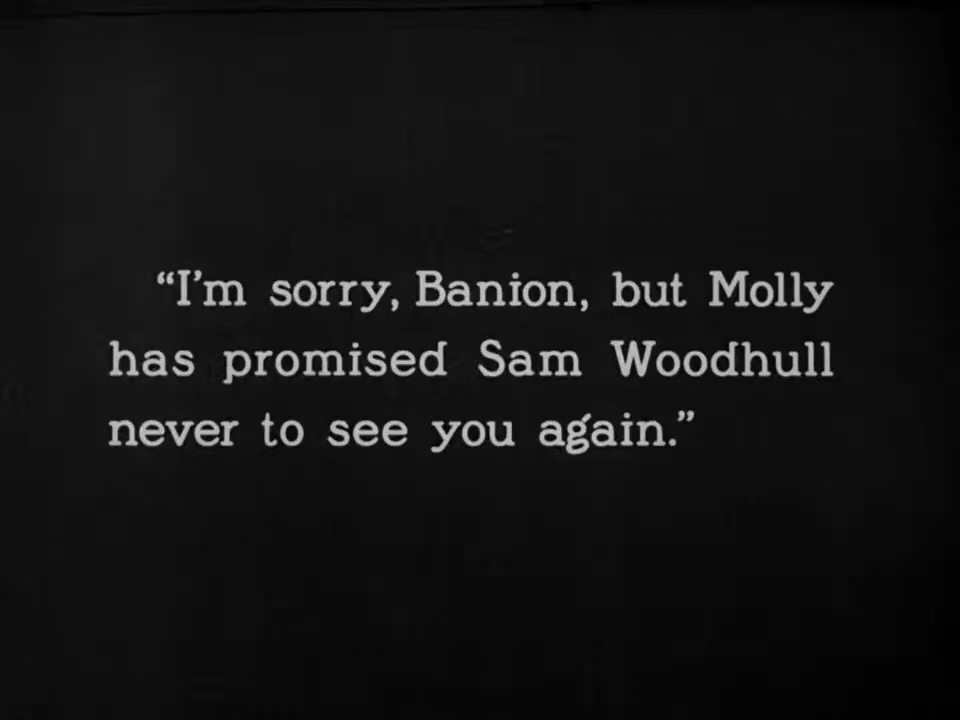 “I’m sorry, Banion, but Molly
has promised Sam Woodhull
never to see you again.”